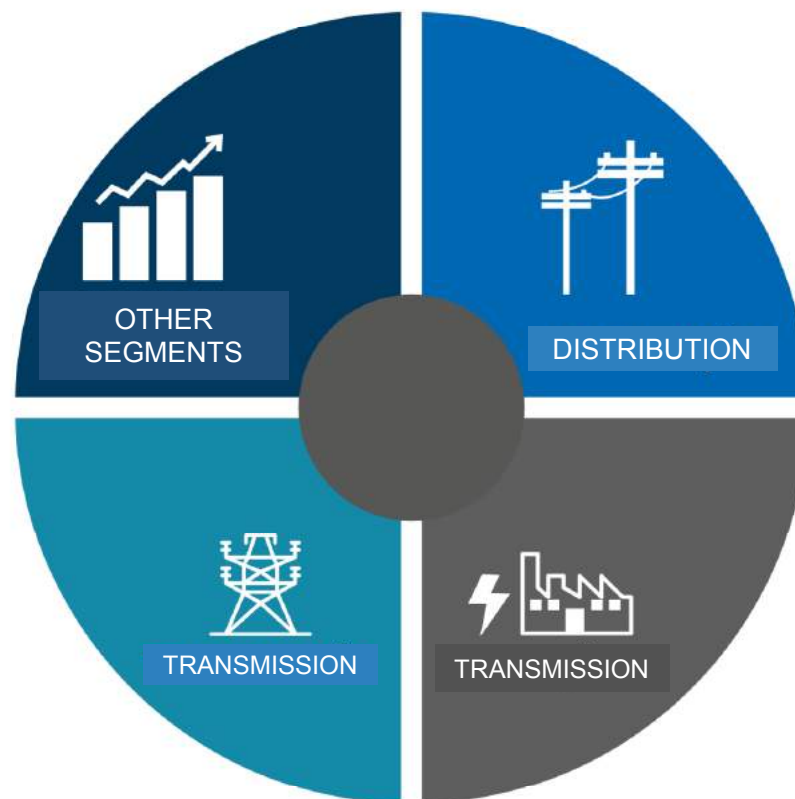 OTHER
SEGMENTS
DISTRIBUTION
TRANSMISSION
TRANSMISSION